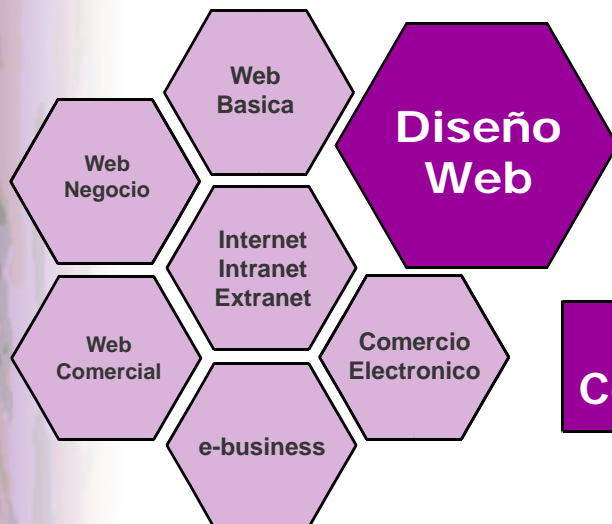 Web
Basica
Diseño
Web
Web
Negocio
Internet
Intranet
Extranet
Web
Comercial
Comercio
Electronico
e-business